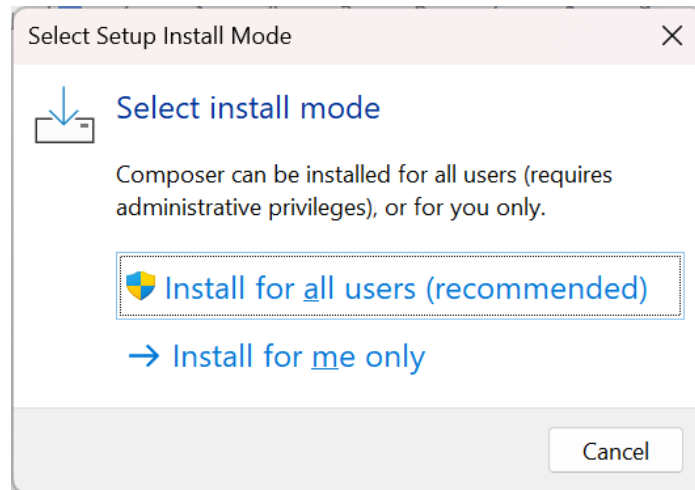 Select Setup Install Mode
Select install mode
Composer can be installed for all users (requires
administrative privileges), or for you only.
Install for all users (recommended)
Install for me only
Cancel